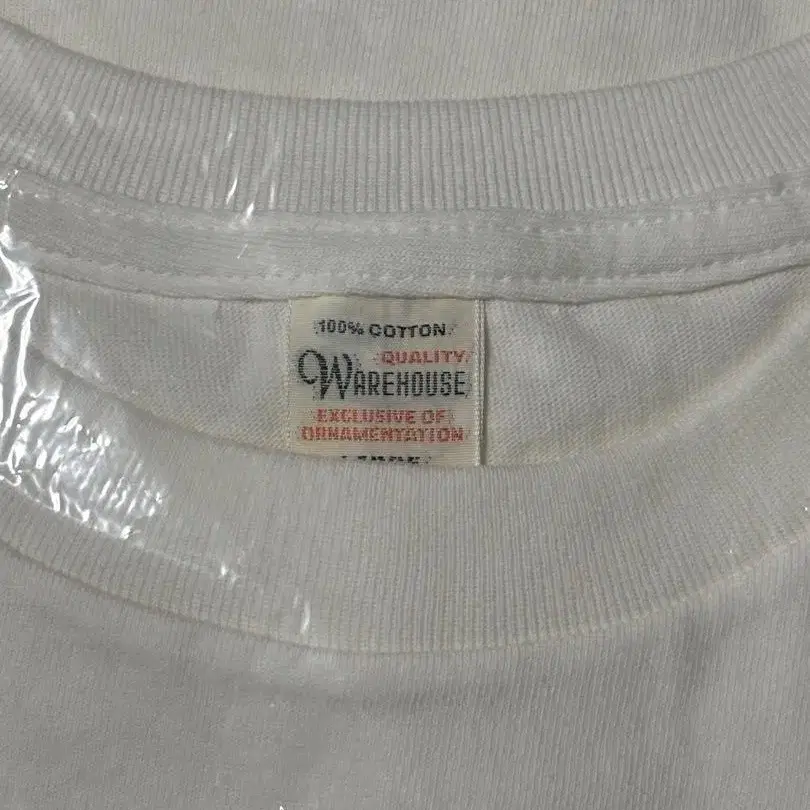 100% COTTON
QUALITY
WAREHOUSE
EXCLUSIVE OF
ORNAMENTATION